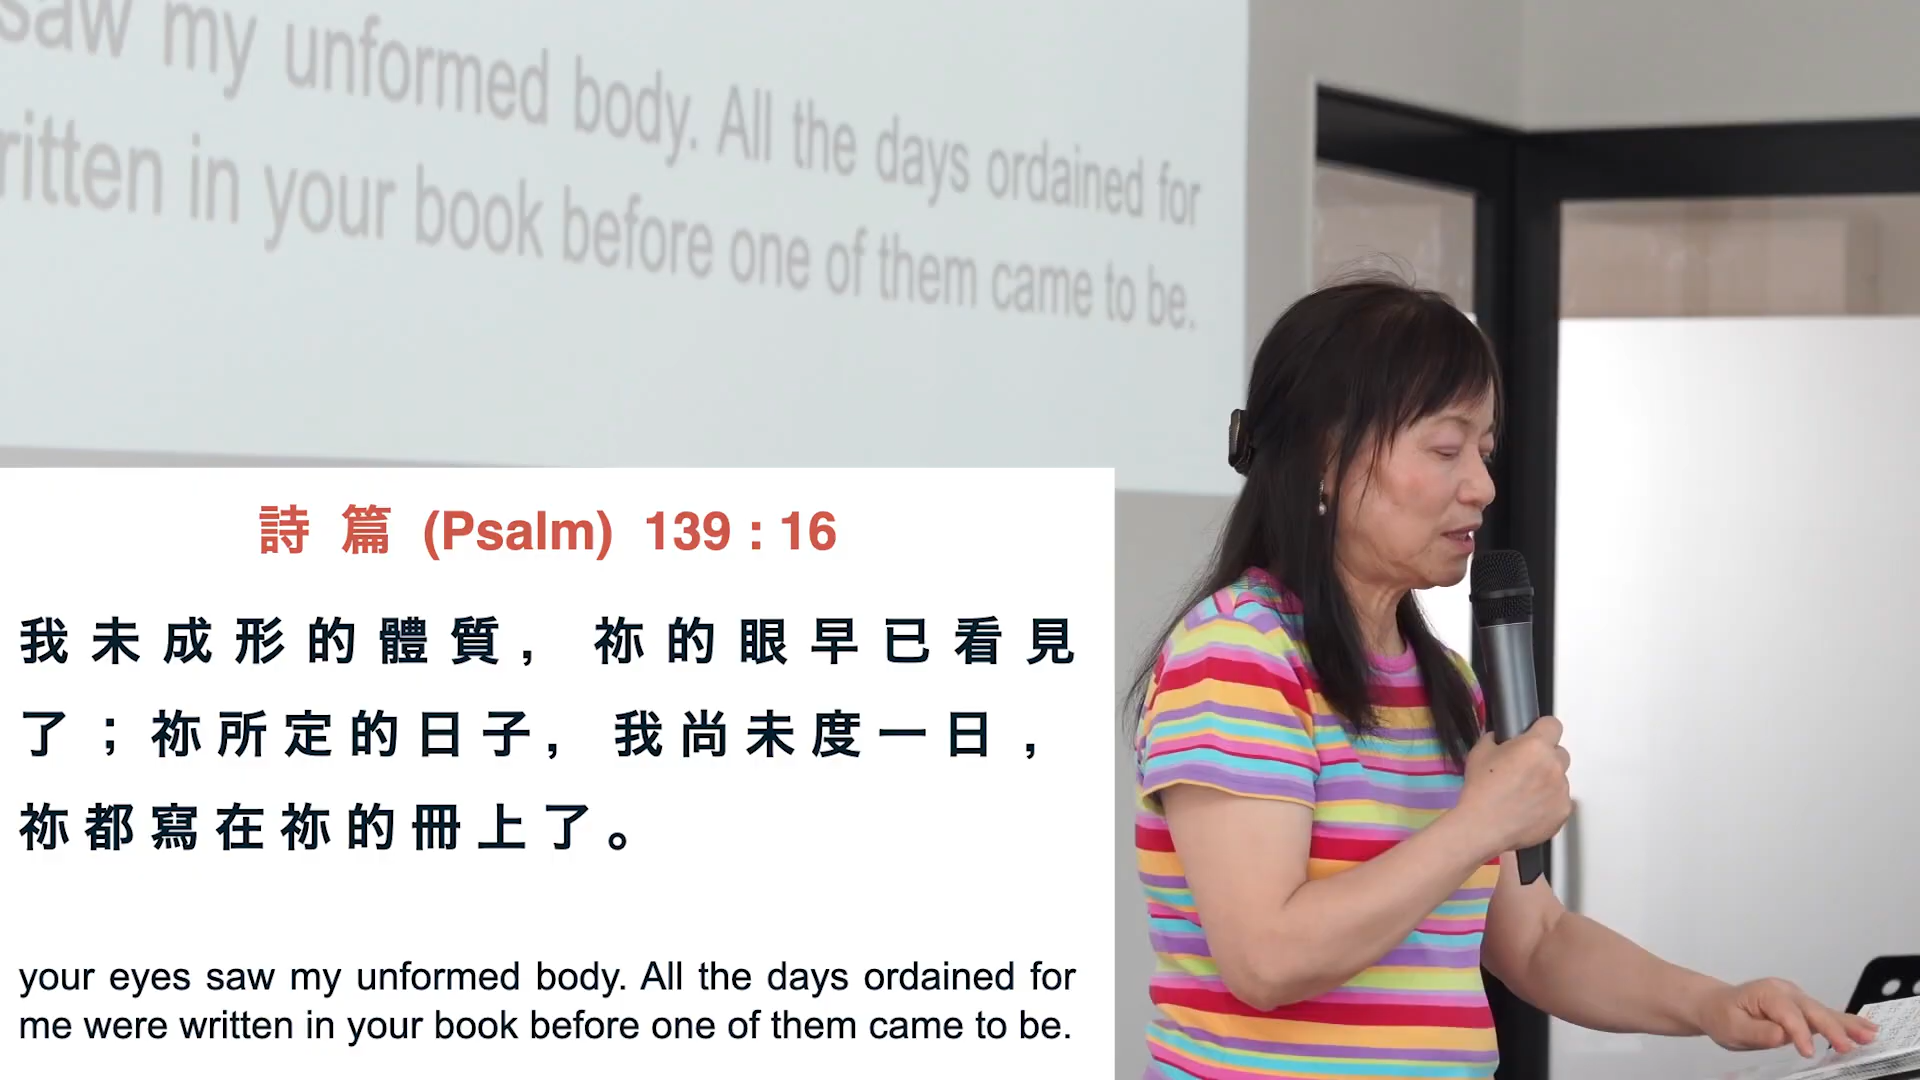 saw my unformed body. All the days ordained for
ritten in your book before one of them came to be.
詩 篇 (Psalm) 139 : 16
我未成形的體質， 祢的眼早已看見
了；祢所定的日子， 我尚未度一日，
祢都寫在祢的冊上了。
your eyes saw my unformed body. All the days ordained for
me were written in your book before one of them came to be.